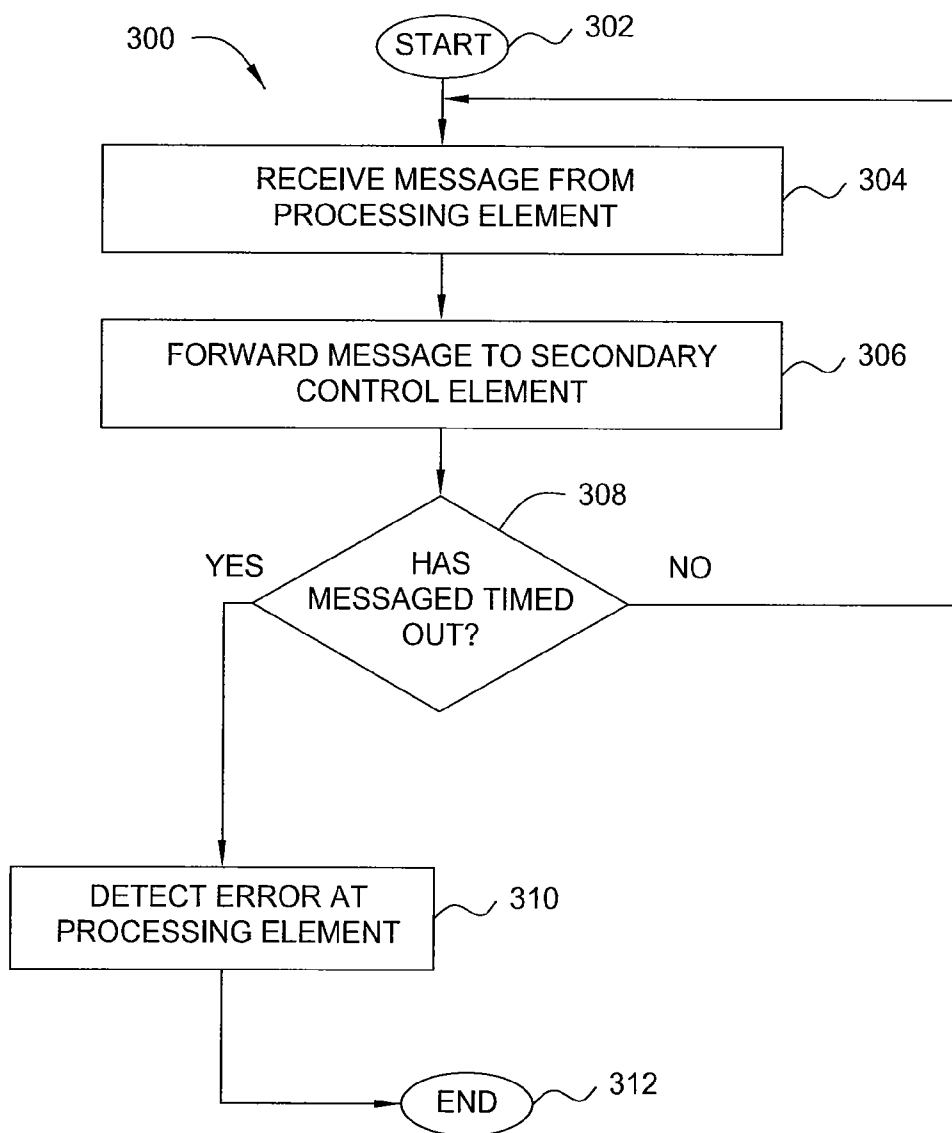 300
START
302
RECEIVE MESSAGE FROM
PROCESSING ELEMENT
304
FORWARD MESSAGE TO SECONDARY
CONTROL ELEMENT
306
308
YES
HAS
MESSAGED TIMED
OUT?
NO
DETECT ERROR AT
PROCESSING ELEMENT
310
END
312